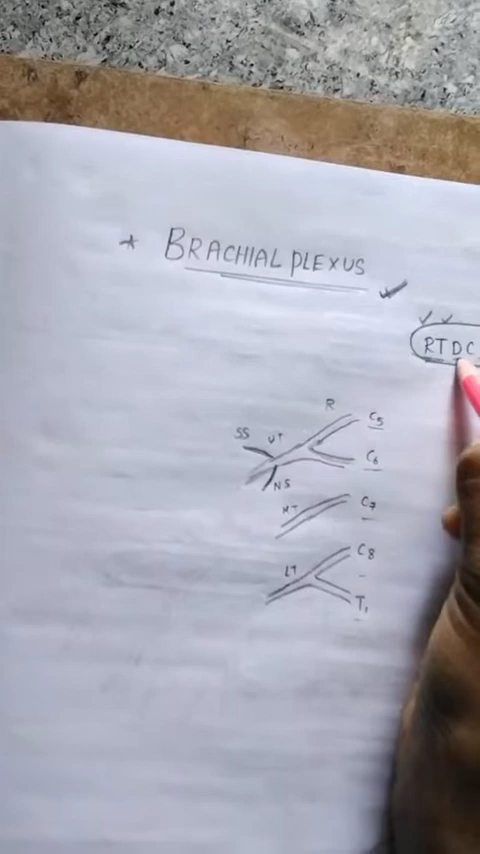 * BRACHIAL PLEXUS ✓
✓ ✓
RTDC
R
C5
SS UT
C6
NS
MT C7
C8
LT
T1